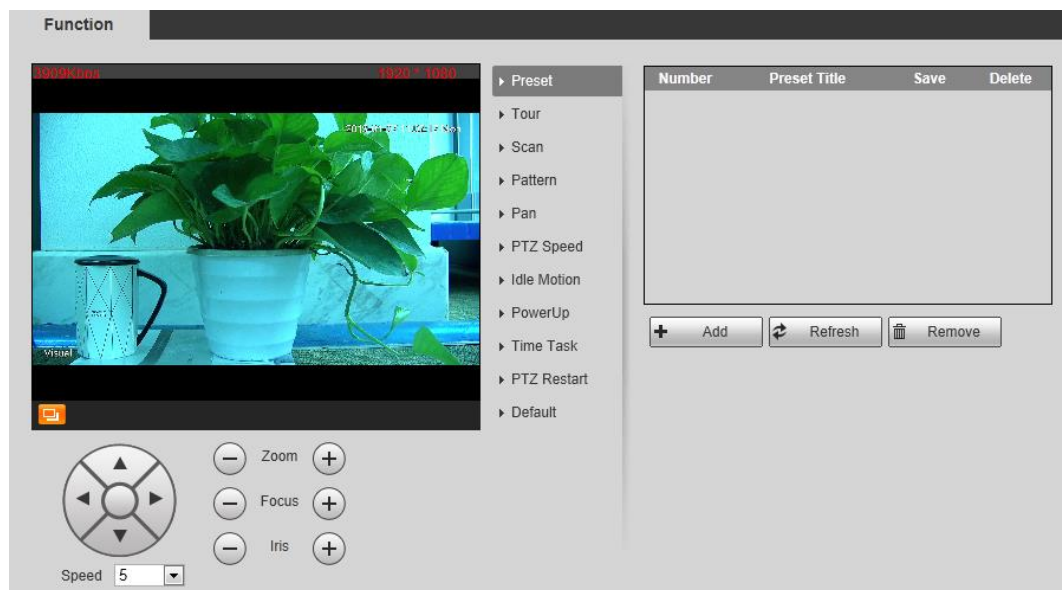 Function
3909Kbps 1920 * 1080
Visual
Preset
Tour
Scan
Pattern
Pan
PTZ Speed
Idle Motion
PowerUp
Time Task
PTZ Restart
Default
Number Preset Title Save Delete
Add Refresh Remove
Zoom
Focus
Iris
Speed 5